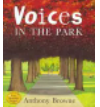 Voices
IN THE PARK
Anthony Browne